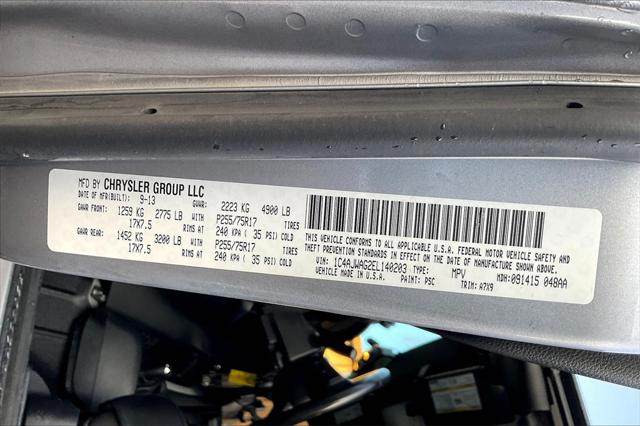 MFD BY CHRYSLER GROUP LLC
DATE OF MFR(BUILT): 9-13 GVWR: 2223 KG 4900 LB
GAWR FRONT: 1259 KG 2775 LB WITH P255/75R17 TIRES
17X7.5 RIMS AT 240 KPA ( 35 PSI) COLD
GAWR REAR: 1452 KG 3200 LB WITH P255/75R17 TIRES
17X7.5 RIMS AT 240 KPA ( 35 PSI) COLD
THIS VEHICLE CONFORMS TO ALL APPLICABLE U.S.A. FEDERAL MOTOR VEHICLE SAFETY AND
THEFT PREVENTION STANDARDS IN EFFECT ON THE DATE OF MANUFACTURE SHOWN ABOVE.
VIN: 1C4AJWAG2EL140203 TYPE: MPV MDH: 091415 048AA
VEHICLE MADE IN U.S.A. PAINT: PSC TRIM: A7X9